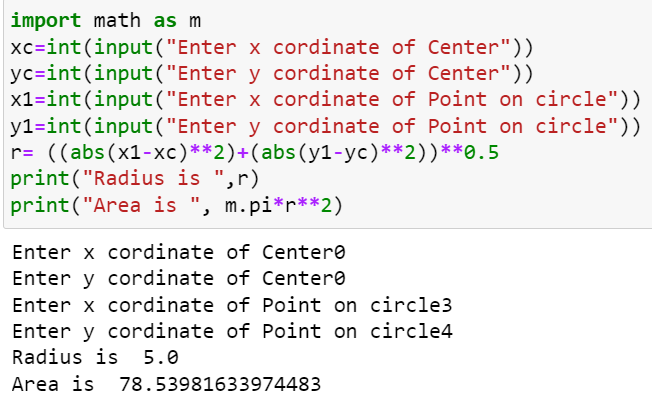 import math as m
xc=int(input("Enter x cordinate of Center"))
yc=int(input("Enter y cordinate of Center"))
x1=int(input("Enter x cordinate of Point on circle"))
y1=int(input("Enter y cordinate of Point on circle"))
r= ((abs(x1-xc)**2)+(abs(y1-yc)**2))**0.5
print("Radius is ",r)
print("Area is ", m.pi*r**2)
Enter x cordinate of Center0
Enter y cordinate of Center0
Enter x cordinate of Point on circle3
Enter y cordinate of Point on circle4
Radius is  5.0
Area is  78.53981633974483